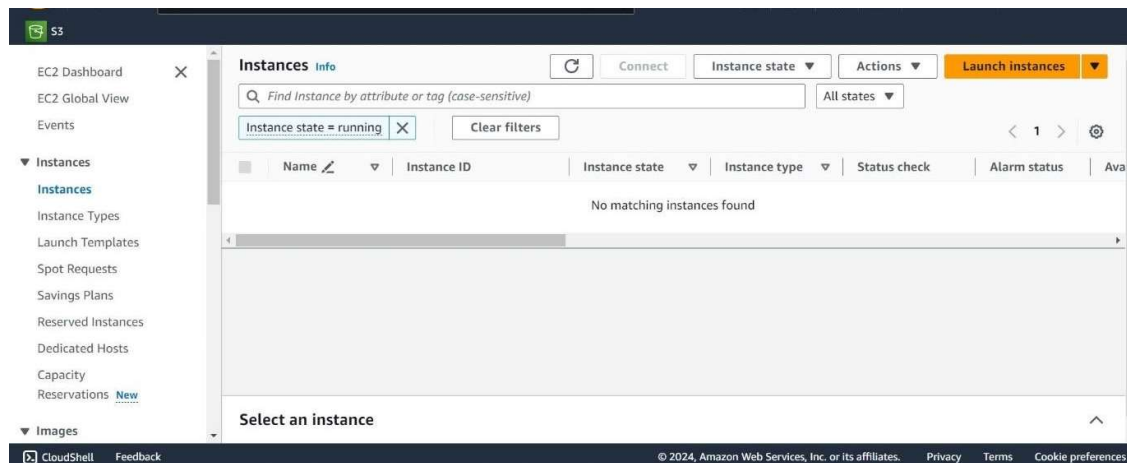 S3
EC2 Dashboard
EC2 Global View
Events
Instances
Instances
Instance Types
Launch Templates
Spot Requests
Savings Plans
Reserved Instances
Dedicated Hosts
Capacity
Reservations New
Images
Instances Info
Connect
Instance state
Actions
Launch instances
Find Instance by attribute or tag (case-sensitive)
All states
Instance state = running
Clear filters
1
Name Instance ID Instance state Instance type Status check Alarm status Ava
No matching instances found
Select an instance
CloudShell Feedback © 2024, Amazon Web Services, Inc. or its affiliates. Privacy Terms Cookie preferences